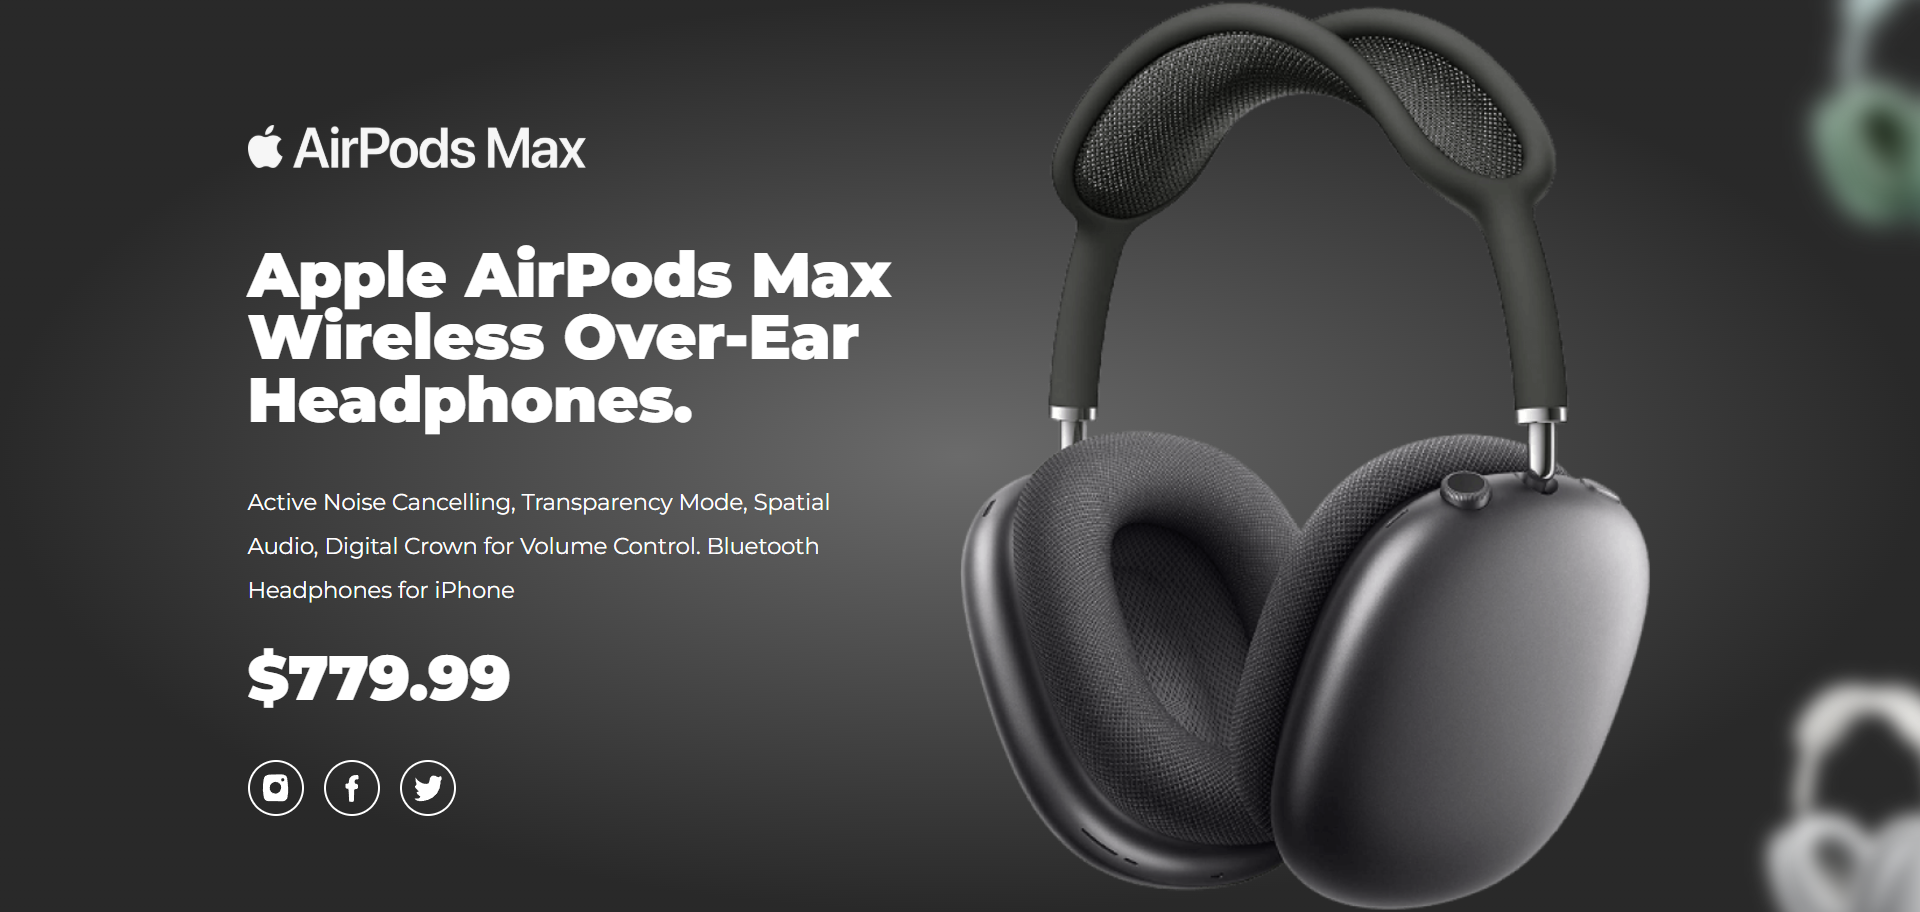 AirPods Max
Apple AirPods Max
Wireless Over-Ear
Headphones.
Active Noise Cancelling, Transparency Mode, Spatial
Audio, Digital Crown for Volume Control. Bluetooth
Headphones for iPhone
$779.99